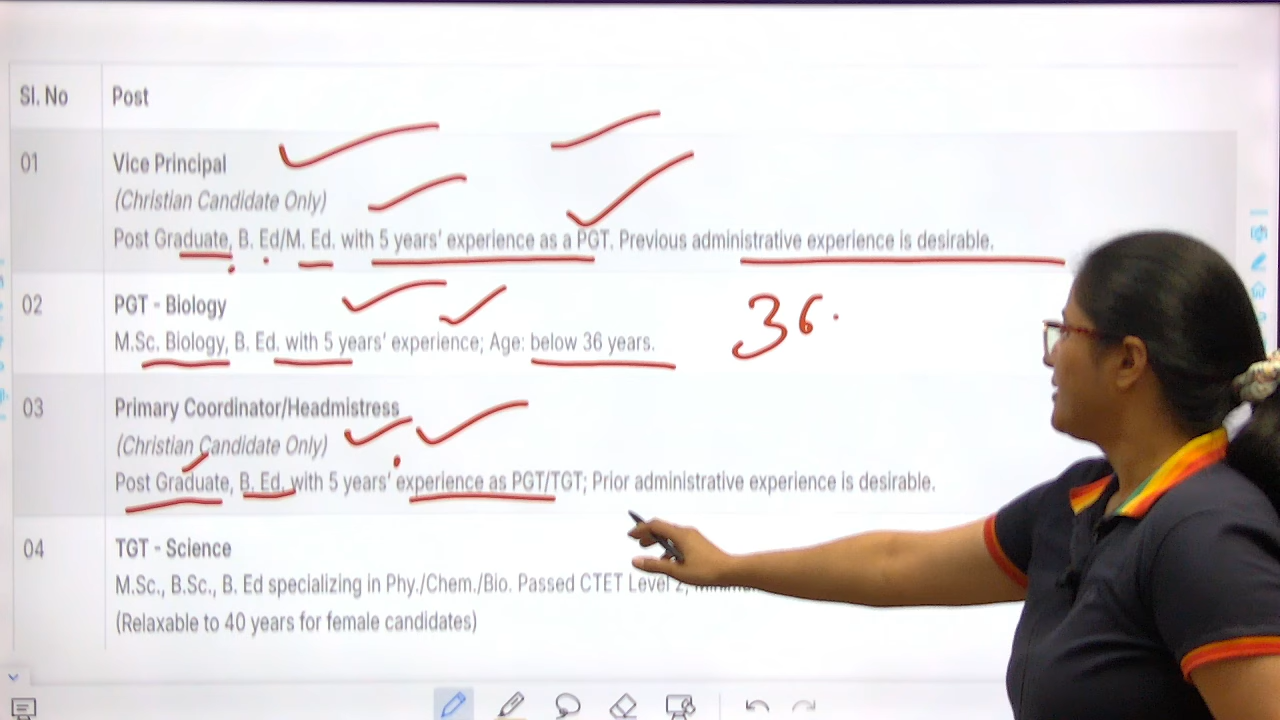 Sl. No Post
01 Vice Principal
(Christian Candidate Only)
Post Graduate, B. Ed/M. Ed. with 5 years' experience as a PGT. Previous administrative experience is desirable.
02 PGT - Biology
M.Sc. Biology, B. Ed. with 5 years' experience; Age: below 36 years.
36.
03 Primary Coordinator/Headmistress
(Christian Candidate Only)
Post Graduate, B. Ed. with 5 years' experience as PGT/TGT; Prior administrative experience is desirable.
04 TGT - Science
M.Sc., B.Sc., B. Ed specializing in Phy./Chem./Bio. Passed CTET Level 2,
(Relaxable to 40 years for female candidates)